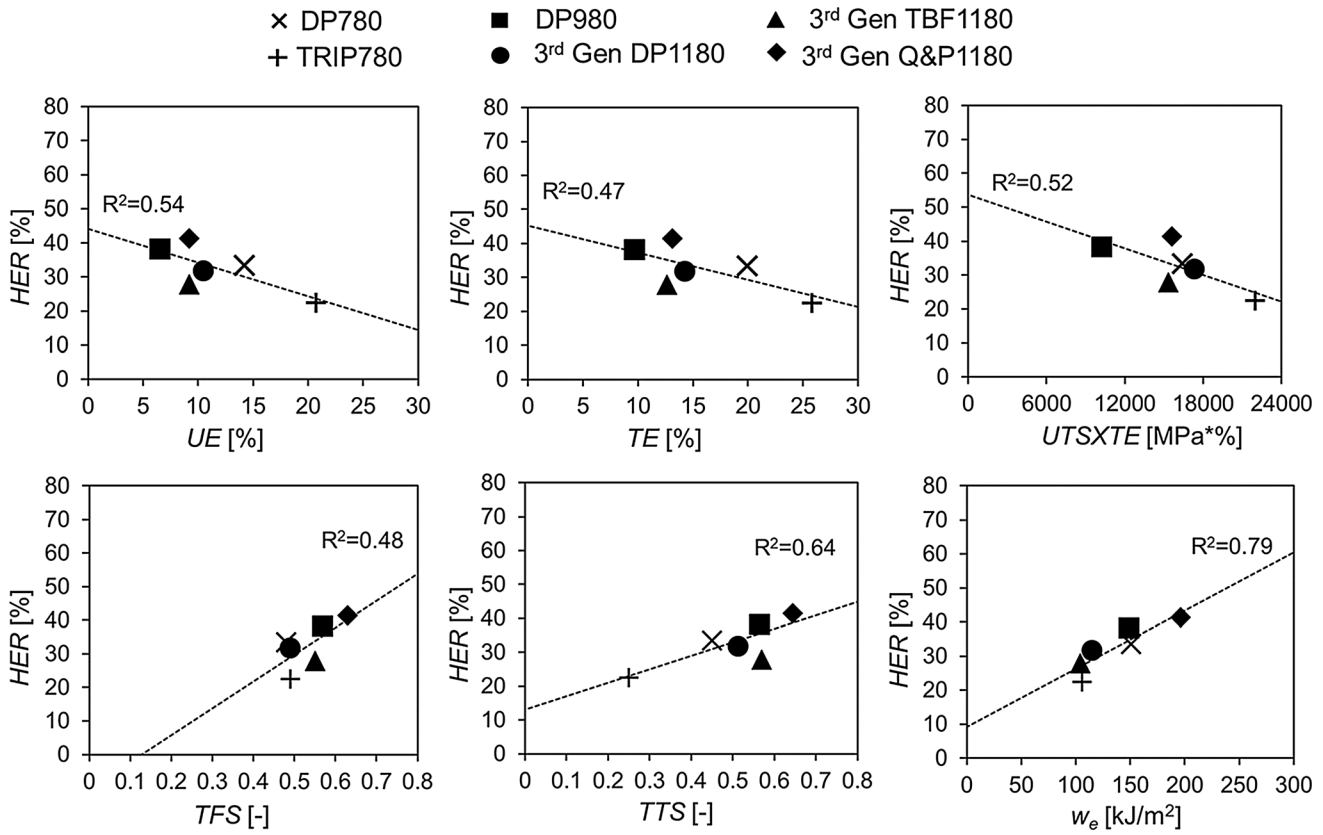 DP780 DP980 3rd Gen TBF1180
TRIP780 3rd Gen DP1180 3rd Gen Q&P1180
80
70
60
50
40
30
20
10
0
HER [%]
R²=0.54
0 5 10 15 20 25 30
UE [%]
80
70
60
50
40
30
20
10
0
HER [%]
R²=0.47
0 5 10 15 20 25 30
TE [%]
80
70
60
50
40
30
20
10
0
HER [%]
R²=0.52
0 6000 12000 18000 24000
UTSXTE [MPa*%]
80
70
60
50
40
30
20
10
0
HER [%]
R²=0.48
0 0.1 0.2 0.3 0.4 0.5 0.6 0.7 0.8
TFS [-]
80
70
60
50
40
30
20
10
0
HER [%]
R²=0.64
0 0.1 0.2 0.3 0.4 0.5 0.6 0.7 0.8
TTS [-]
80
70
60
50
40
30
20
10
0
HER [%]
R²=0.79
0 50 100 150 200 250 300
we [kJ/m²]